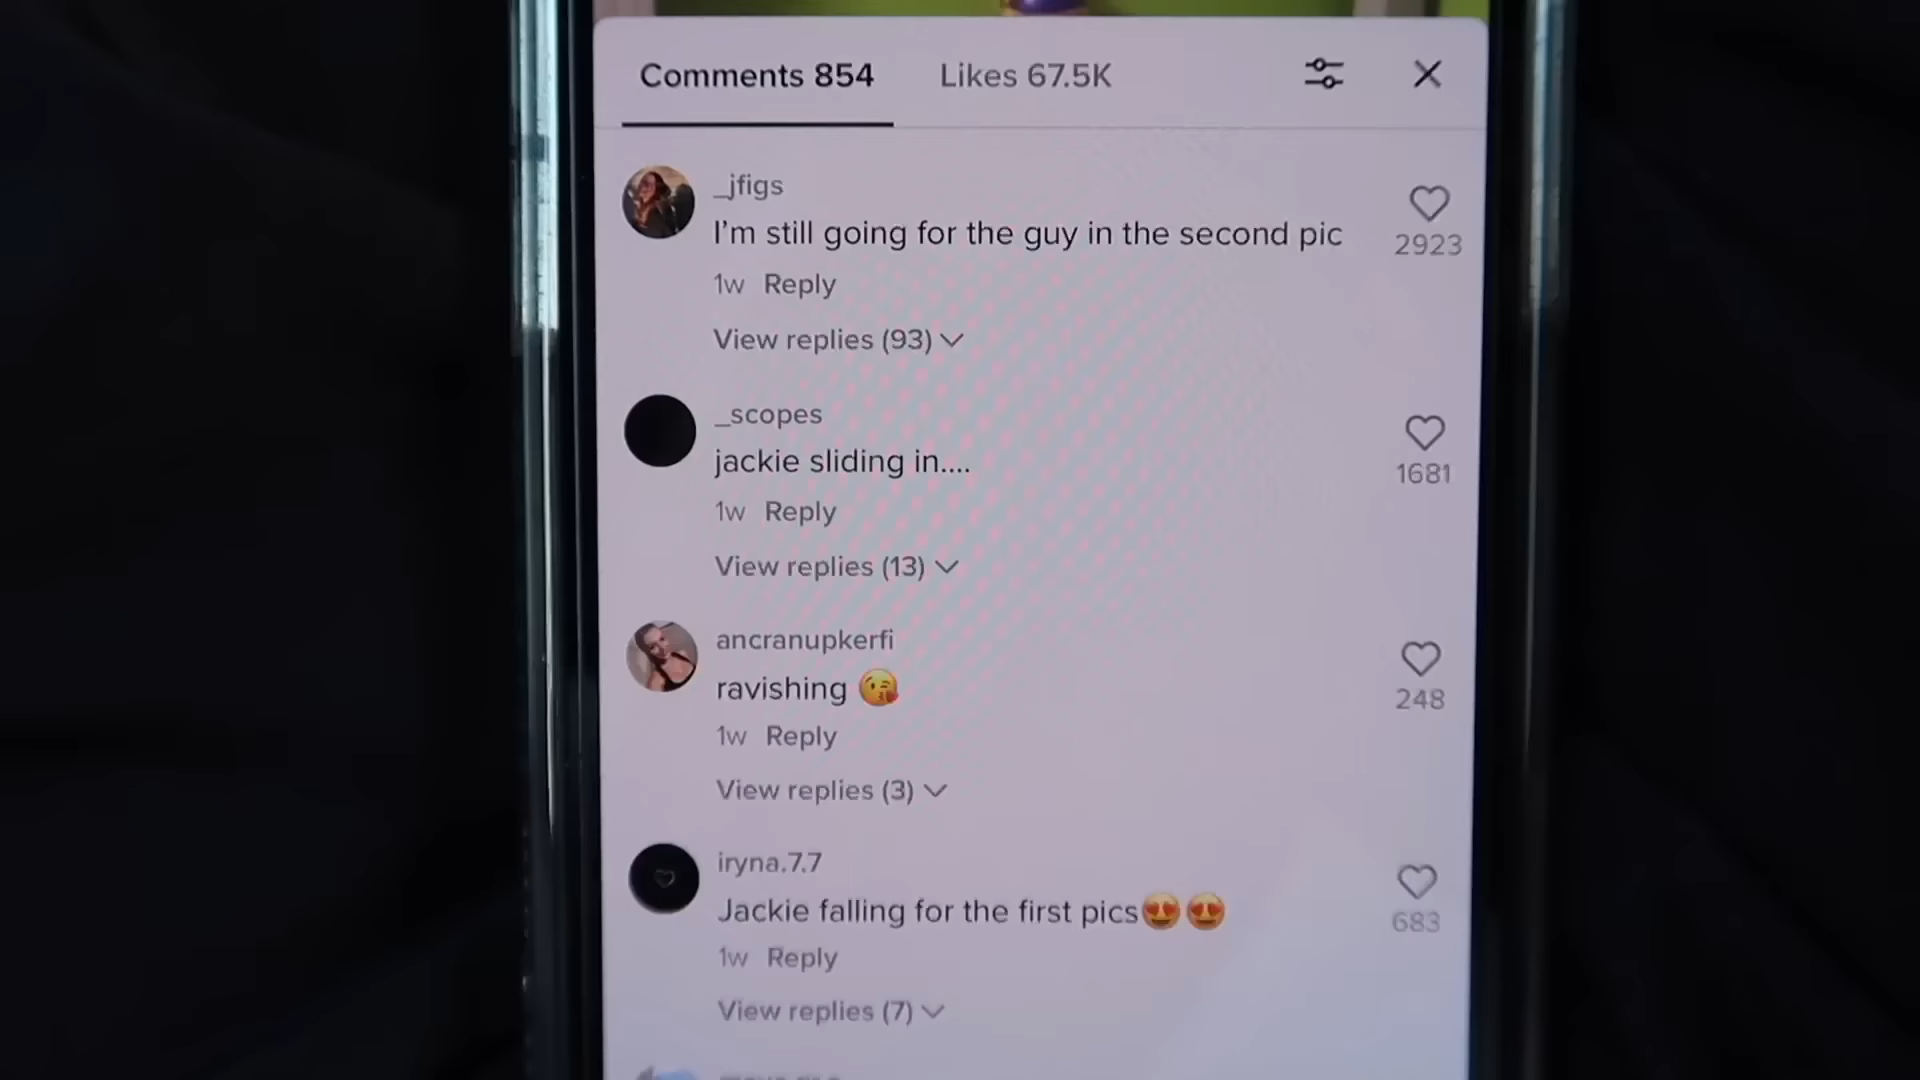 Comments 854 Likes 67.5K
_jfigs
I'm still going for the guy in the second pic
2923
1w Reply
View replies (93)
_scopes
jackie sliding in....
1681
1w Reply
View replies (13)
ancranupkerfi
ravishing 😘
248
1w Reply
View replies (3)
iryna.7.7
Jackie falling for the first pics😍😍
683
1w Reply
View replies (7)